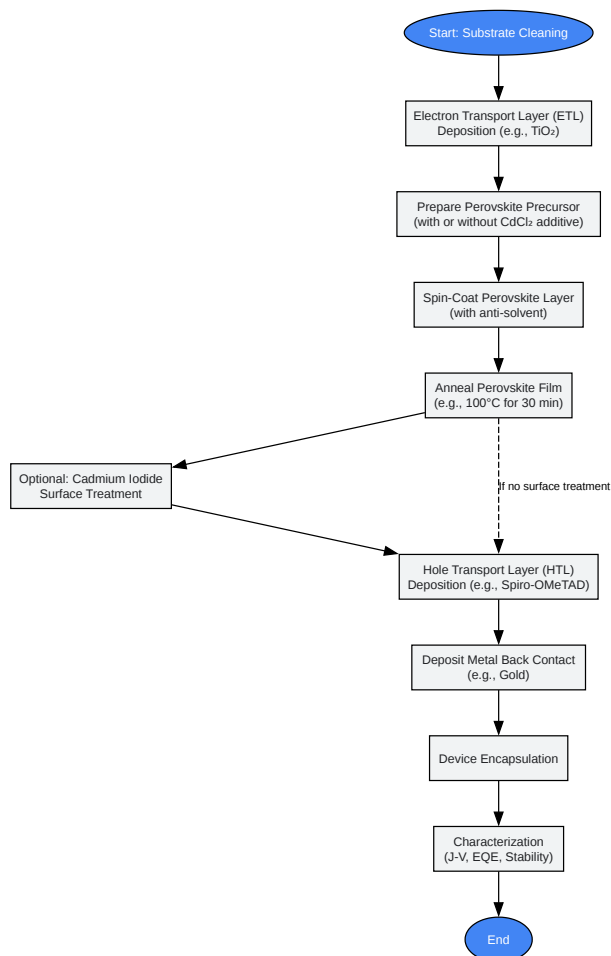 Start: Substrate Cleaning
Electron Transport Layer (ETL)
Deposition (e.g., TiO₂)
Prepare Perovskite Precursor
(with or without CdCl₂ additive)
Spin-Coat Perovskite Layer
(with anti-solvent)
Anneal Perovskite Film
(e.g., 100°C for 30 min)
Optional: Cadmium Iodide
Surface Treatment
If no surface treatment
Hole Transport Layer (HTL)
Deposition (e.g., Spiro-OMeTAD)
Deposit Metal Back Contact
(e.g., Gold)
Device Encapsulation
Characterization
(J-V, EQE, Stability)
End